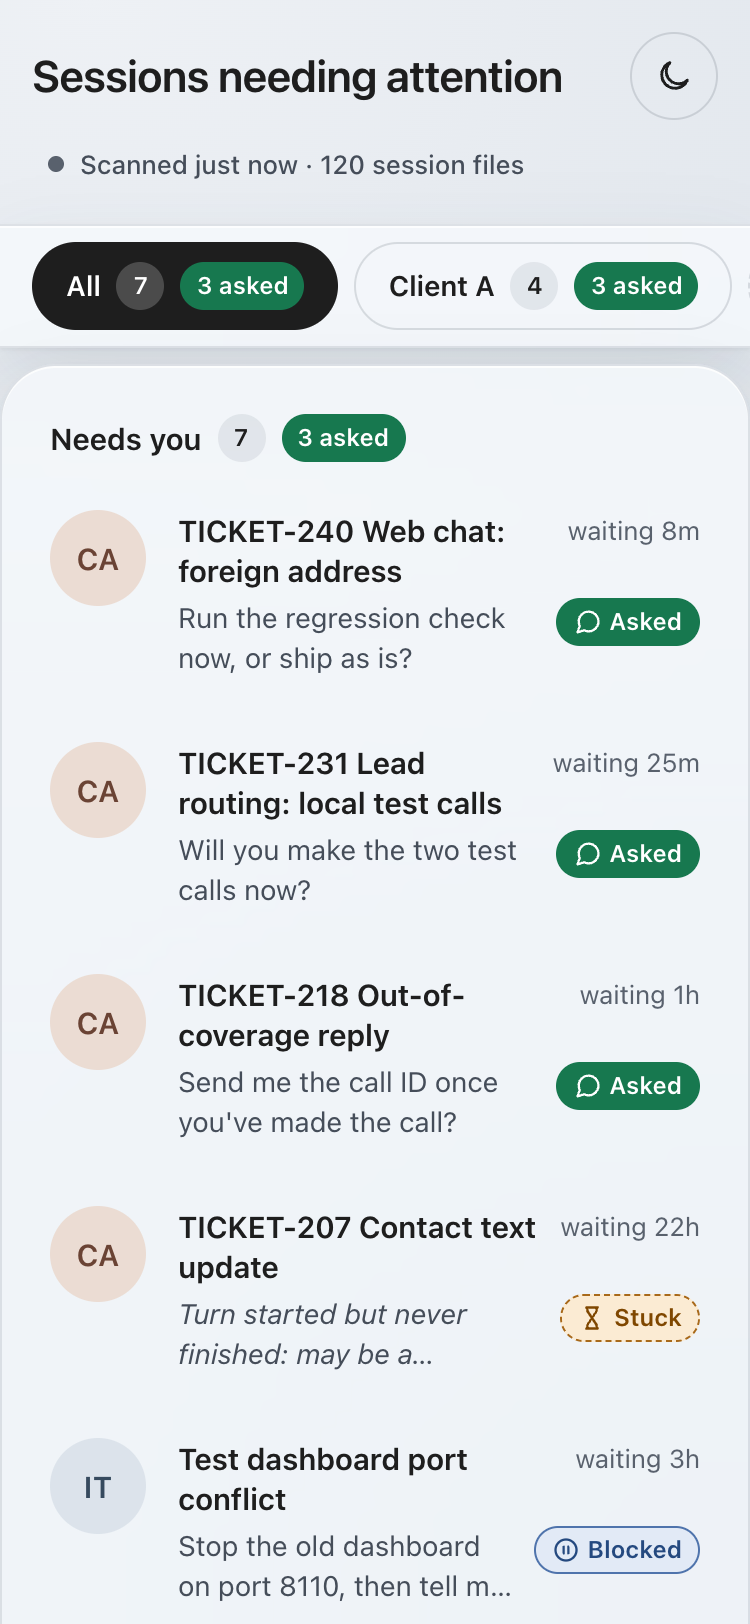 Sessions needing attention
Scanned just now · 120 session files
All 7 3 asked Client A 4 3 asked
Needs you 7 3 asked
CA
TICKET-240 Web chat: foreign address
waiting 8m
Run the regression check
now, or ship as is?
Asked
CA
TICKET-231 Lead
routing: local test calls
waiting 25m
Will you make the two test
calls now?
Asked
CA
TICKET-218 Out-of-
coverage reply
waiting 1h
Send me the call ID once
you've made the call?
Asked
CA
TICKET-207 Contact text
update
waiting 22h
Turn started but never
finished: may be a...
Stuck
IT
Test dashboard port
conflict
waiting 3h
Stop the old dashboard
on port 8110, then tell m...
Blocked